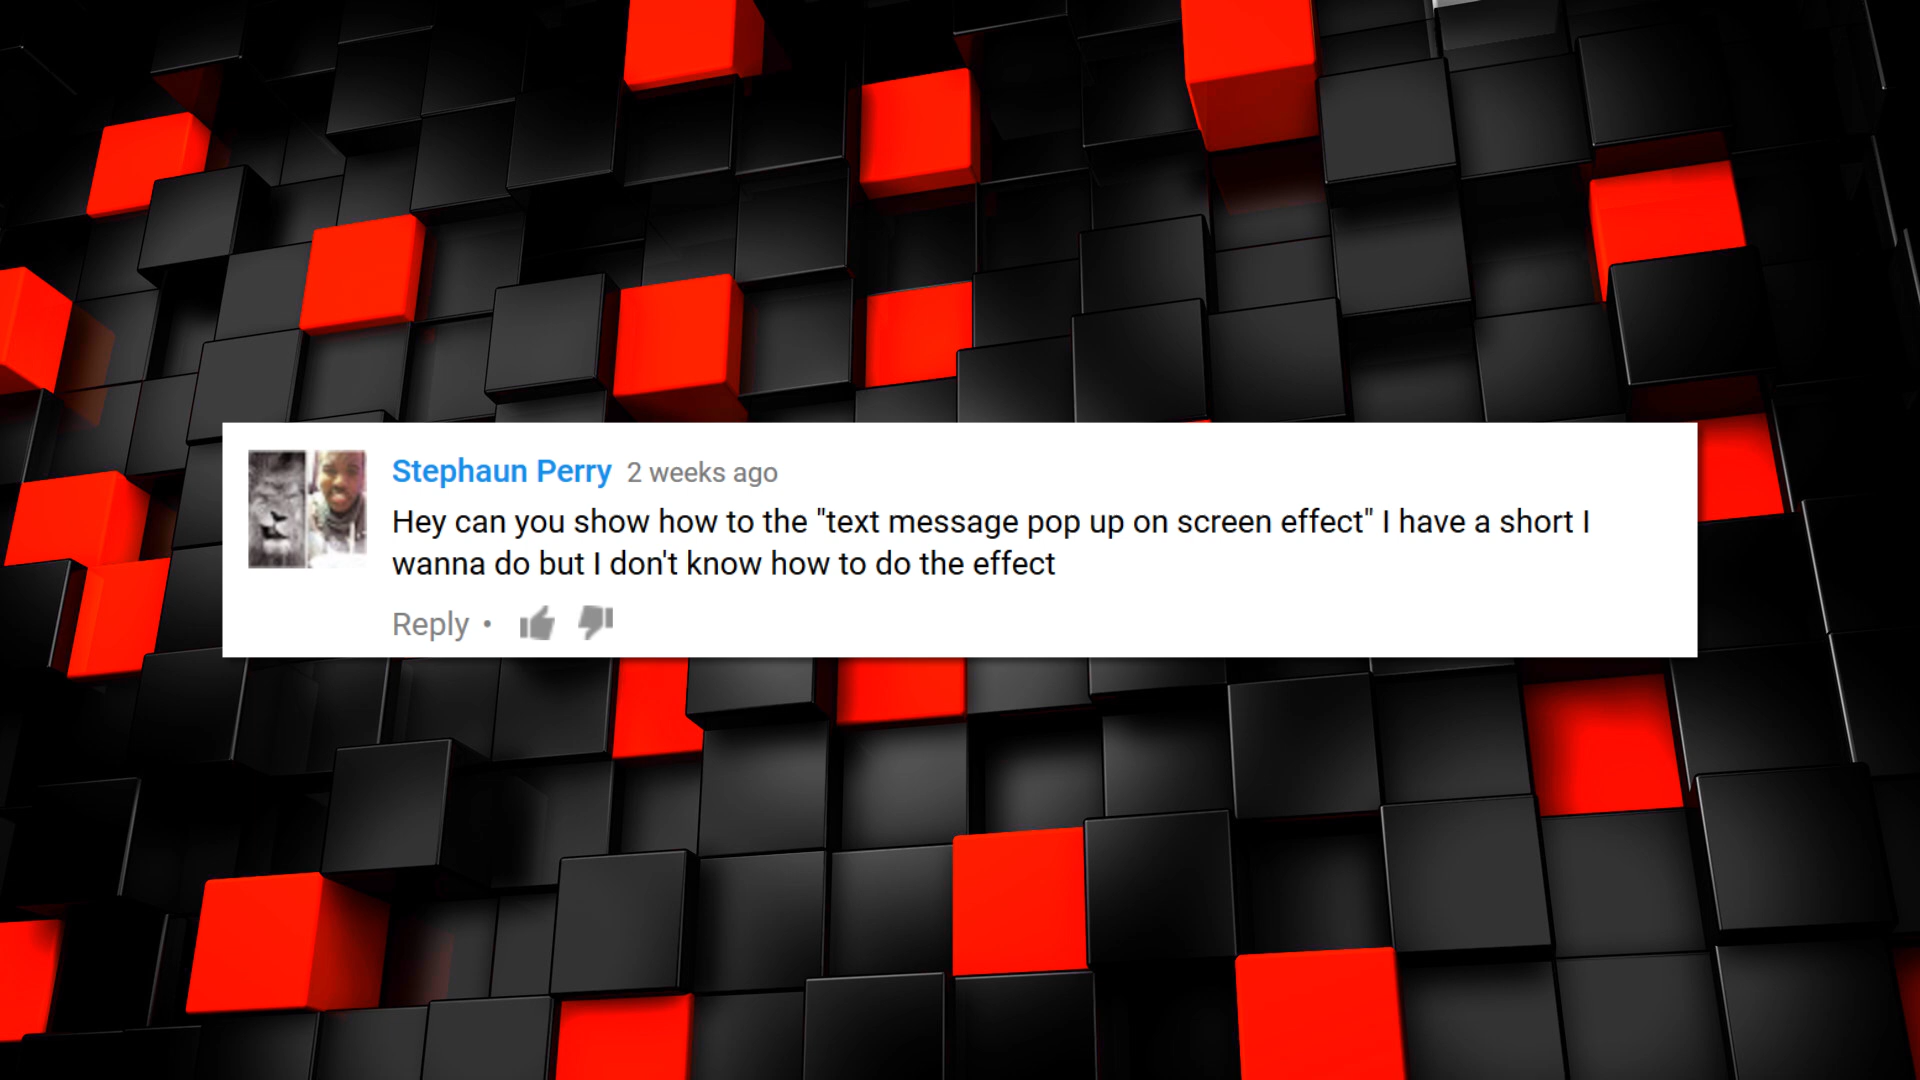 Stephaun Perry 2 weeks ago
Hey can you show how to the "text message pop up on screen effect" I have a short I
wanna do but I don't know how to do the effect
Reply •